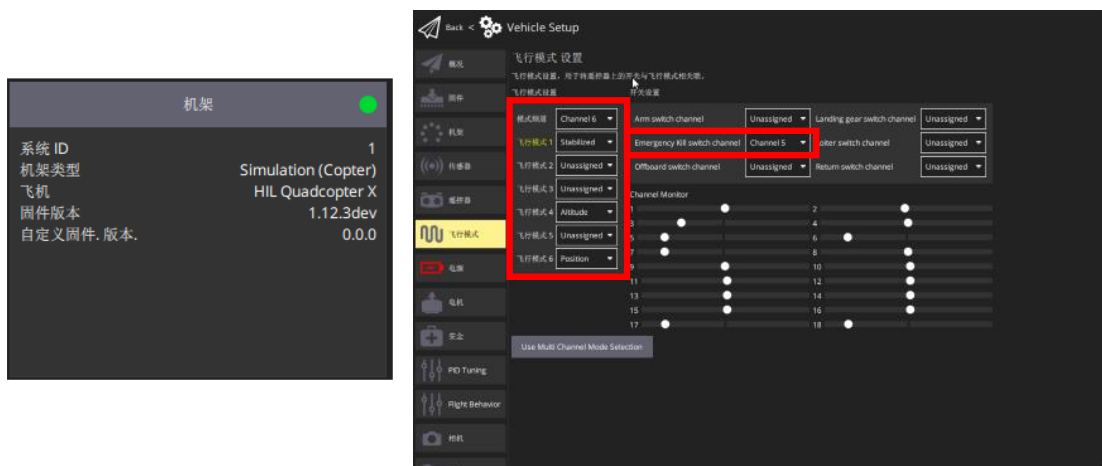 机架
系统 ID 1
机架类型 Simulation (Copter)
飞机 HIL Quadcopter X
固件版本 1.12.3dev
自定义固件. 版本. 0.0.0
Back < Vehicle Setup
概况
固件
机架
传感器
遥控器
飞行模式
电源
电机
安全
PID Tuning
Flight Behavior
相机
飞行模式 设置
飞行模式设置，用于将遥控器上的开关与飞行模式相关联。
飞行模式设置 开关设置
模式频道 Channel 6
飞行模式 1 Stabilized
飞行模式 2 Unassigned
飞行模式 3 Unassigned
飞行模式 4 Altitude
飞行模式 5 Unassigned
飞行模式 6 Position
Arm switch channel Unassigned Landing gear switch channel Unassigned
Emergency Kill switch channel Channel 5 Loiter switch channel Unassigned
Offboard switch channel Unassigned Return switch channel Unassigned
Channel Monitor
1 2
3 4
5 6
7 8
9 10
11 12
13 14
15 16
17 18
Use Multi Channel Mode Selection